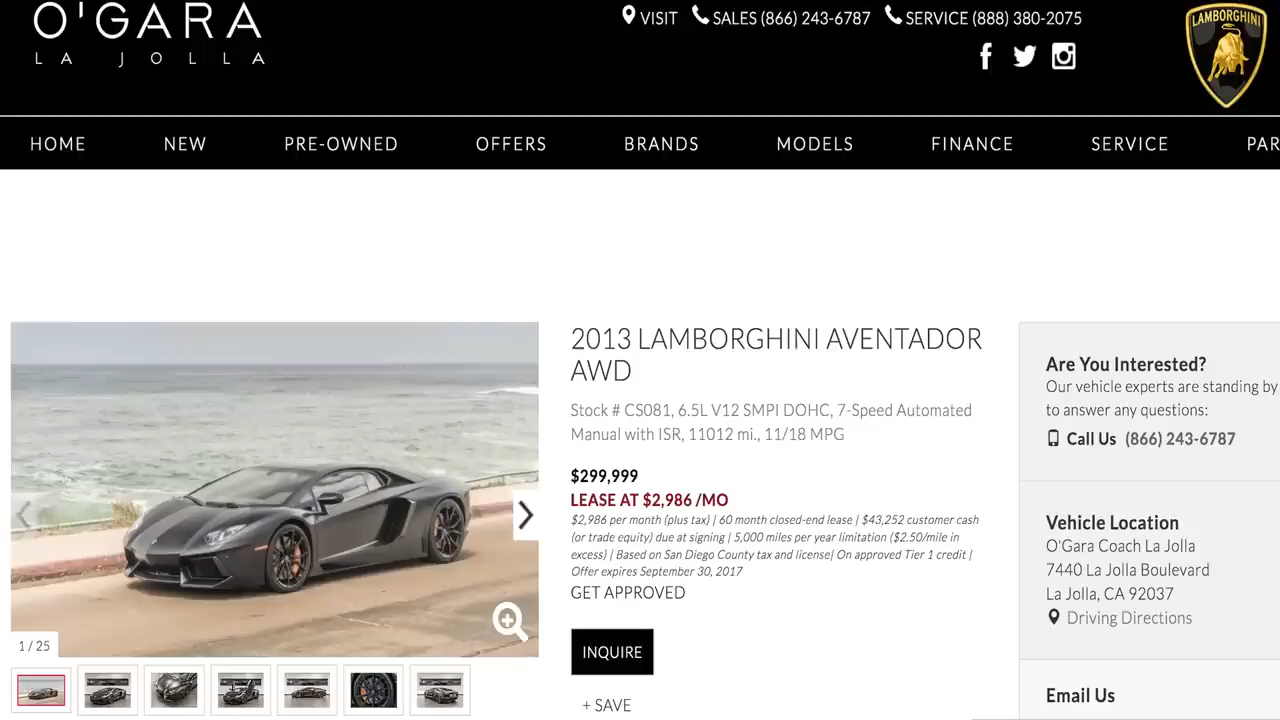 O'GARA
LA JOLLA
VISIT
SALES (866) 243-6787
SERVICE (888) 380-2075
LAMBORGHINI
HOME
NEW
PRE-OWNED
OFFERS
BRANDS
MODELS
FINANCE
SERVICE
PAR
2013 LAMBORGHINI AVENTADOR
AWD
Stock # CS081, 6.5L V12 SMPI DOHC, 7-Speed Automated
Manual with ISR, 11012 mi., 11/18 MPG
$299,999
LEASE AT $2,986 /MO
$2,986 per month (plus tax) | 60 month closed-end lease | $43,252 customer cash
(or trade equity) due at signing | 5,000 miles per year limitation ($2.50/mile in
excess) | Based on San Diego County tax and license| On approved Tier 1 credit |
Offer expires September 30, 2017
GET APPROVED
INQUIRE
+ SAVE
1 / 25
Are You Interested?
Our vehicle experts are standing by
to answer any questions:
Call Us (866) 243-6787
Vehicle Location
O'Gara Coach La Jolla
7440 La Jolla Boulevard
La Jolla, CA 92037
Driving Directions
Email Us